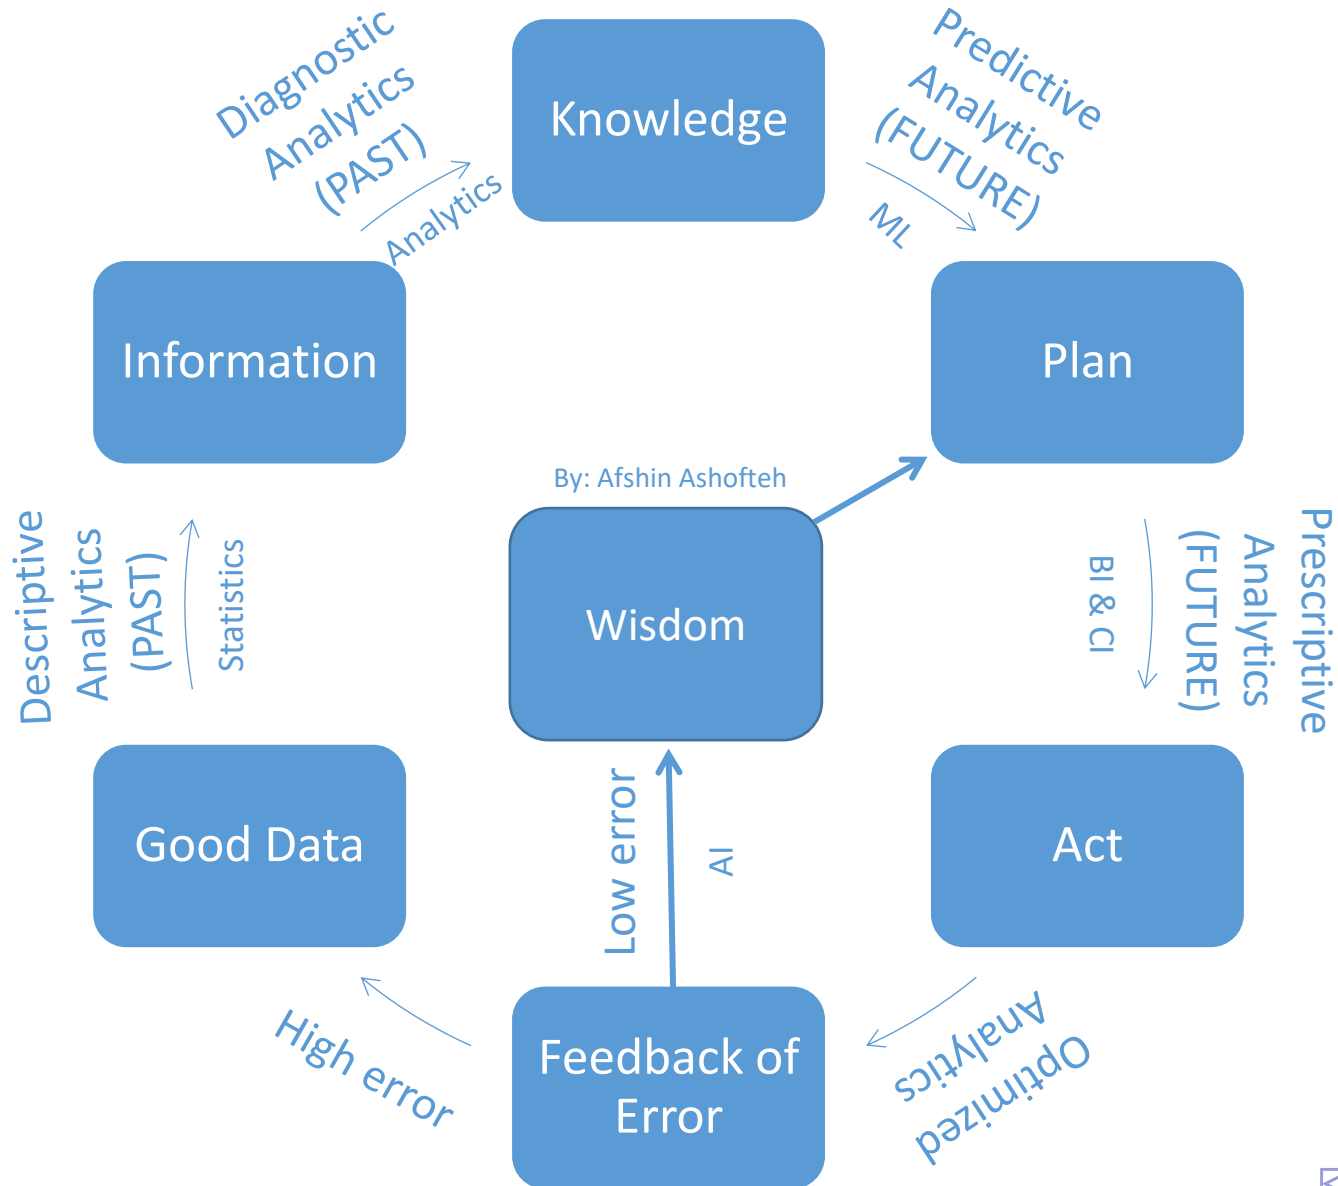 Diagnostic
Analytics
(PAST)
Analytics
Knowledge
Predictive
Analytics
(FUTURE)
ML
Information
Plan
By: Afshin Ashofteh
Wisdom
Descriptive
Analytics
(PAST)
Statistics
Prescriptive
Analytics
(FUTURE)
BI & CI
Good Data
Low error
AI
Act
High error
Feedback of
Error
Optimized
Analytics